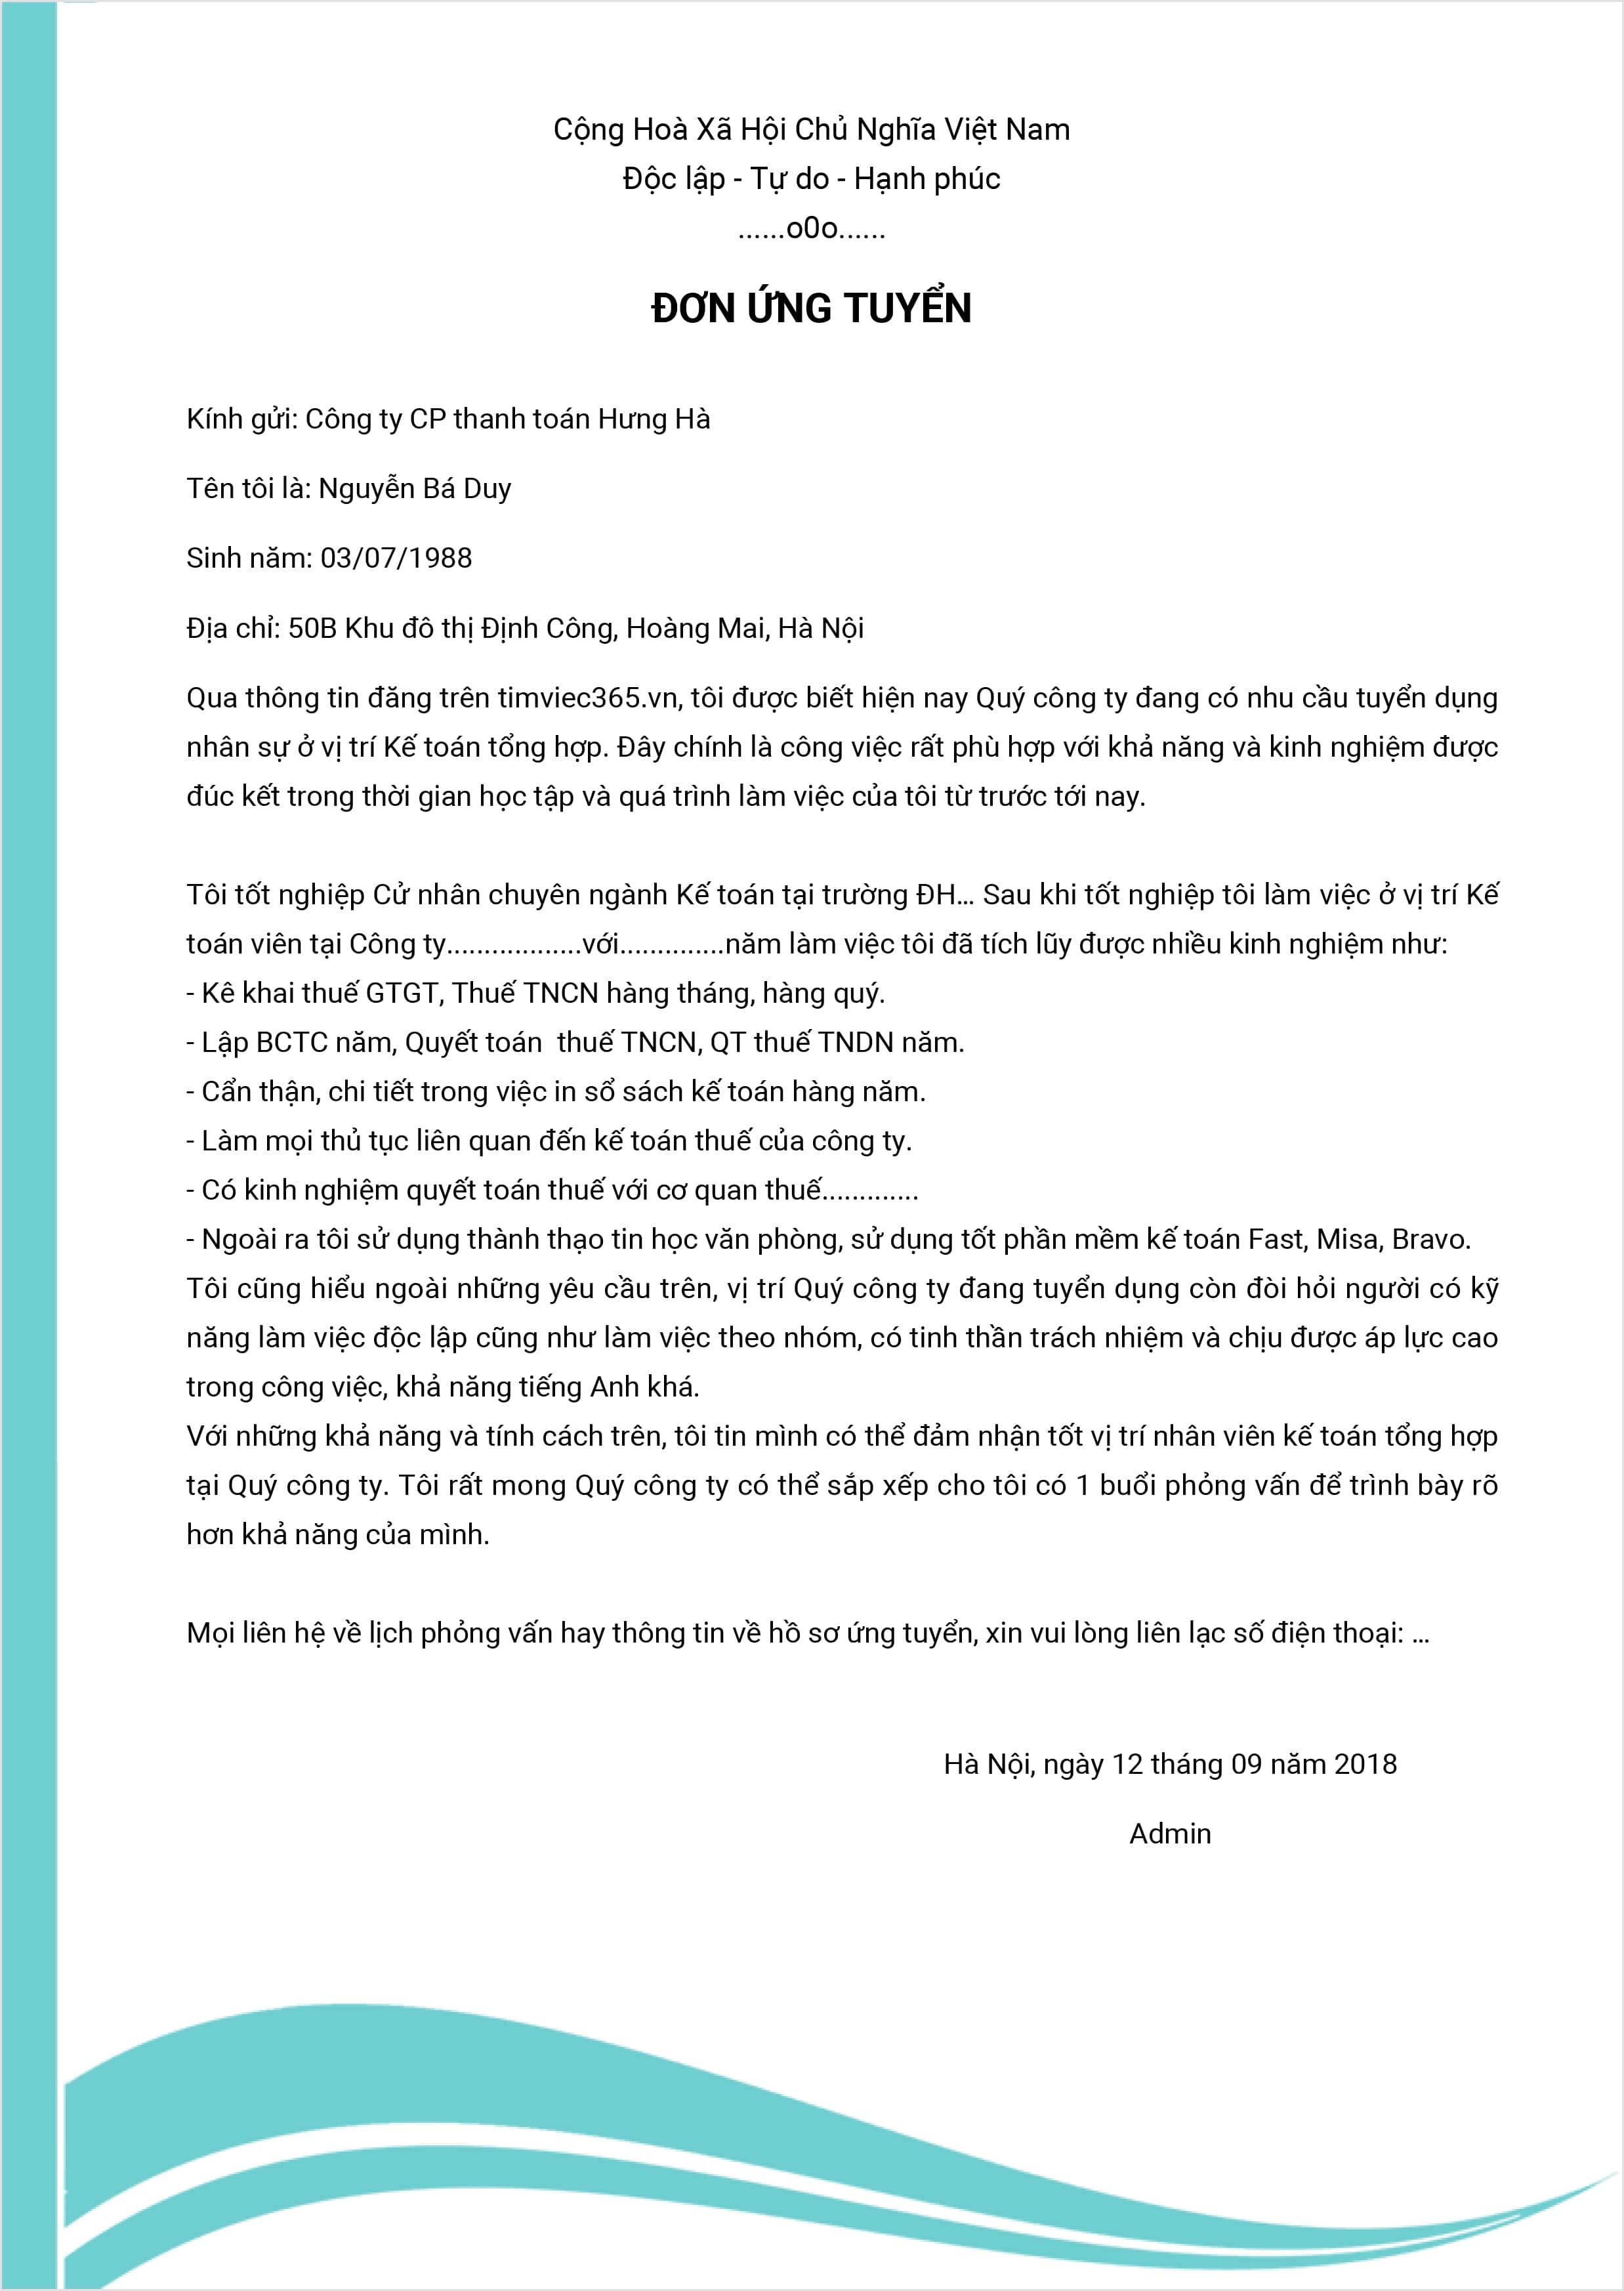 Cộng Hoà Xã Hội Chủ Nghĩa Việt Nam
Độc lập - Tự do - Hạnh phúc
......o0o......
ĐƠN ỨNG TUYỂN
Kính gửi: Công ty CP thanh toán Hưng Hà
Tên tôi là: Nguyễn Bá Duy
Sinh năm: 03/07/1988
Địa chỉ: 50B Khu đô thị Định Công, Hoàng Mai, Hà Nội
Qua thông tin đăng trên timviec365.vn, tôi được biết hiện nay Quý công ty đang có nhu cầu tuyển dụng
nhân sự ở vị trí Kế toán tổng hợp. Đây chính là công việc rất phù hợp với khả năng và kinh nghiệm được
đúc kết trong thời gian học tập và quá trình làm việc của tôi từ trước tới nay.
Tôi tốt nghiệp Cử nhân chuyên ngành Kế toán tại trường ĐH... Sau khi tốt nghiệp tôi làm việc ở vị trí Kế
toán viên tại Công ty..................với..............năm làm việc tôi đã tích lũy được nhiều kinh nghiệm như:
- Kê khai thuế GTGT, Thuế TNCN hàng tháng, hàng quý.
- Lập BCTC năm, Quyết toán  thuế TNCN, QT thuế TNDN năm.
- Cẩn thận, chi tiết trong việc in sổ sách kế toán hàng năm.
- Làm mọi thủ tục liên quan đến kế toán thuế của công ty.
- Có kinh nghiệm quyết toán thuế với cơ quan thuế.............
- Ngoài ra tôi sử dụng thành thạo tin học văn phòng, sử dụng tốt phần mềm kế toán Fast, Misa, Bravo.
Tôi cũng hiểu ngoài những yêu cầu trên, vị trí Quý công ty đang tuyển dụng còn đòi hỏi người có kỹ
năng làm việc độc lập cũng như làm việc theo nhóm, có tinh thần trách nhiệm và chịu được áp lực cao
trong công việc, khả năng tiếng Anh khá.
Với những khả năng và tính cách trên, tôi tin mình có thể đảm nhận tốt vị trí nhân viên kế toán tổng hợp
tại Quý công ty. Tôi rất mong Quý công ty có thể sắp xếp cho tôi có 1 buổi phỏng vấn để trình bày rõ
hơn khả năng của mình.
Mọi liên hệ về lịch phỏng vấn hay thông tin về hồ sơ ứng tuyển, xin vui lòng liên lạc số điện thoại: ...
Hà Nội, ngày 12 tháng 09 năm 2018
Admin